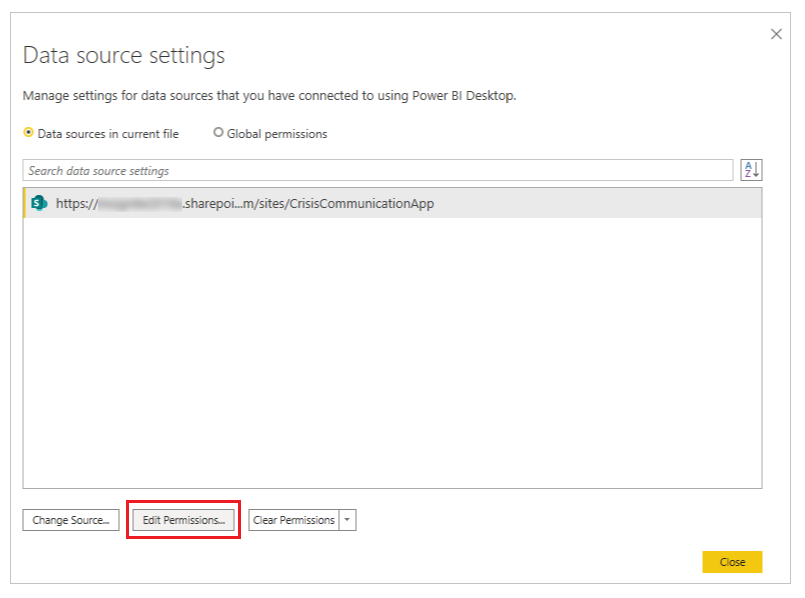 Data source settings
Manage settings for data sources that you have connected to using Power BI Desktop.
Data sources in current file Global permissions
Search data source settings
A
Z
S https://.sharepoi...m/sites/CrisisCommunicationApp
Change Source... Edit Permissions... Clear Permissions
Close